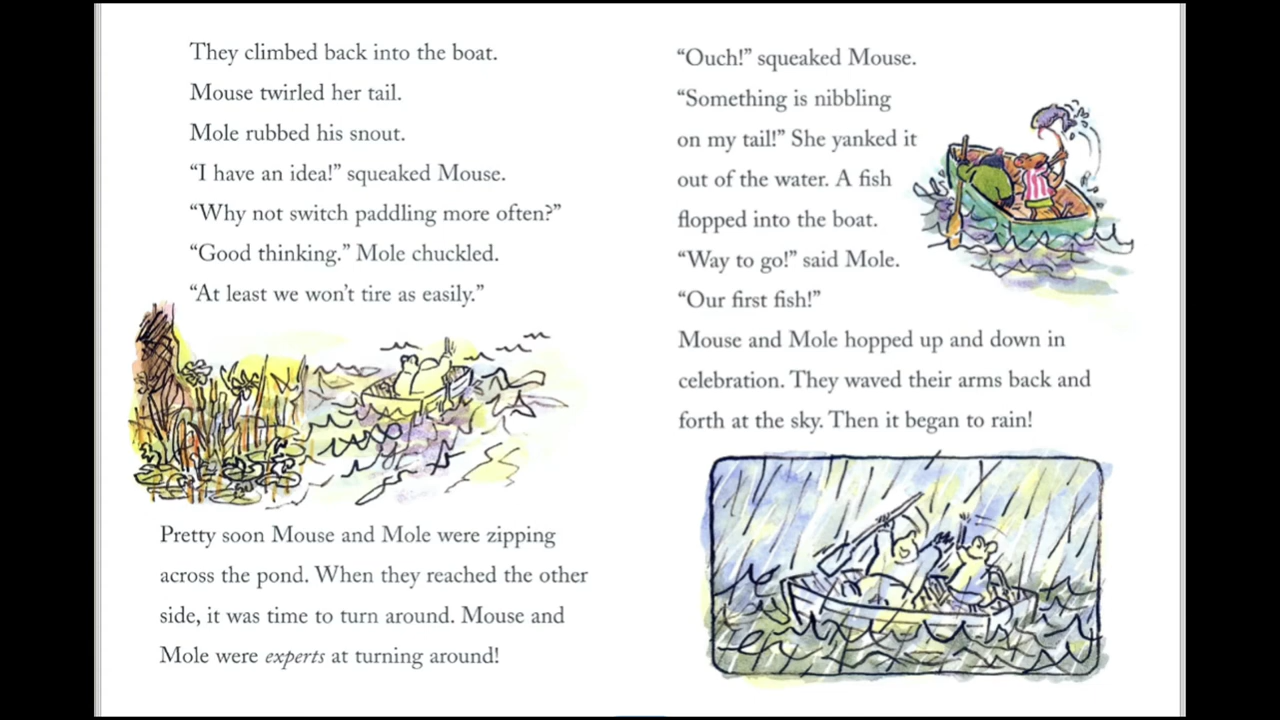 They climbed back into the boat.
Mouse twirled her tail.
Mole rubbed his snout.
“I have an idea!” squeaked Mouse.
“Why not switch paddling more often?”
“Good thinking.” Mole chuckled.
“At least we won’t tire as easily.”
Pretty soon Mouse and Mole were zipping
across the pond. When they reached the other
side, it was time to turn around. Mouse and
Mole were experts at turning around!
“Ouch!” squeaked Mouse.
“Something is nibbling
on my tail!” She yanked it
out of the water. A fish
flopped into the boat.
“Way to go!” said Mole.
“Our first fish!”
Mouse and Mole hopped up and down in
celebration. They waved their arms back and
forth at the sky. Then it began to rain!